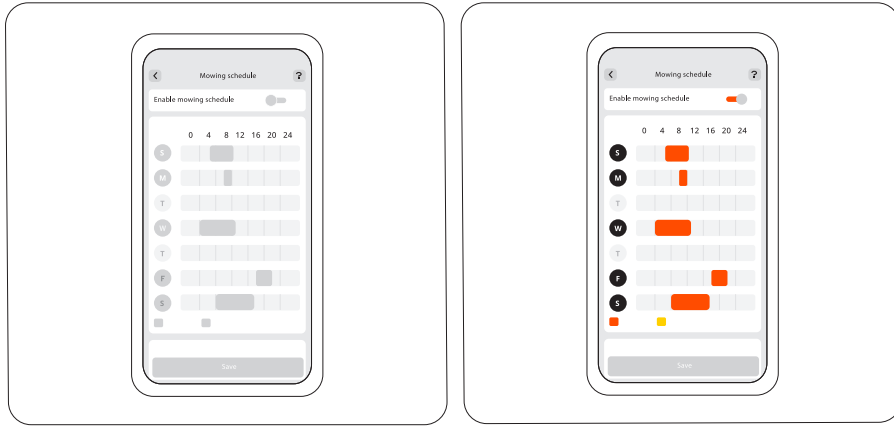 Mowing schedule ?
Enable mowing schedule
0 4 8 12 16 20 24
S
M
T
W
T
F
S
Save
Mowing schedule ?
Enable mowing schedule
0 4 8 12 16 20 24
S
M
T
W
T
F
S
Save